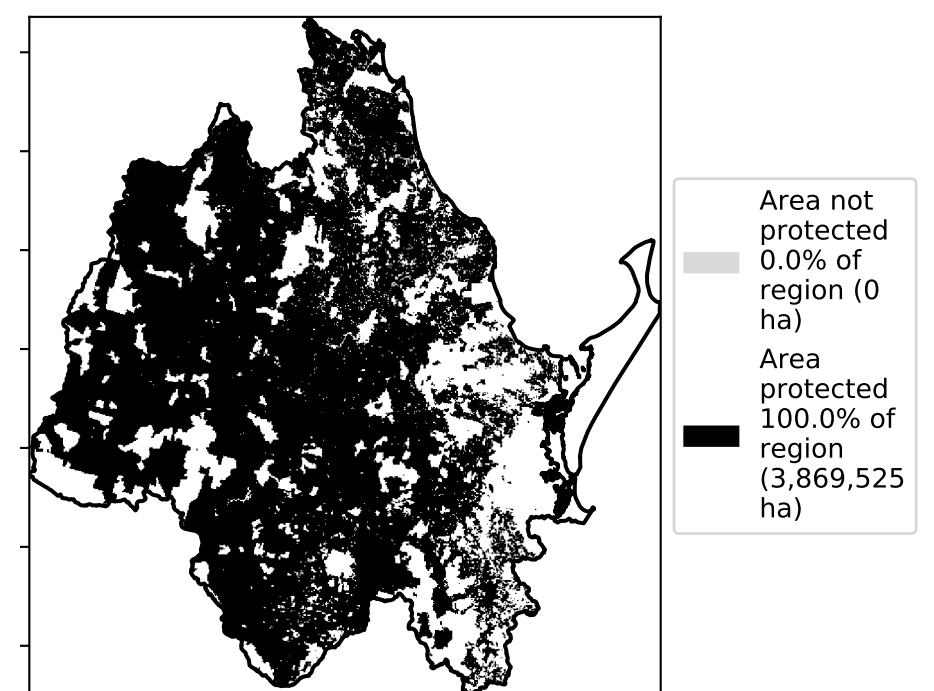 Area not
protected
0.0% of
region (0
ha)
Area
protected
100.0% of
region
(3,869,525
ha)